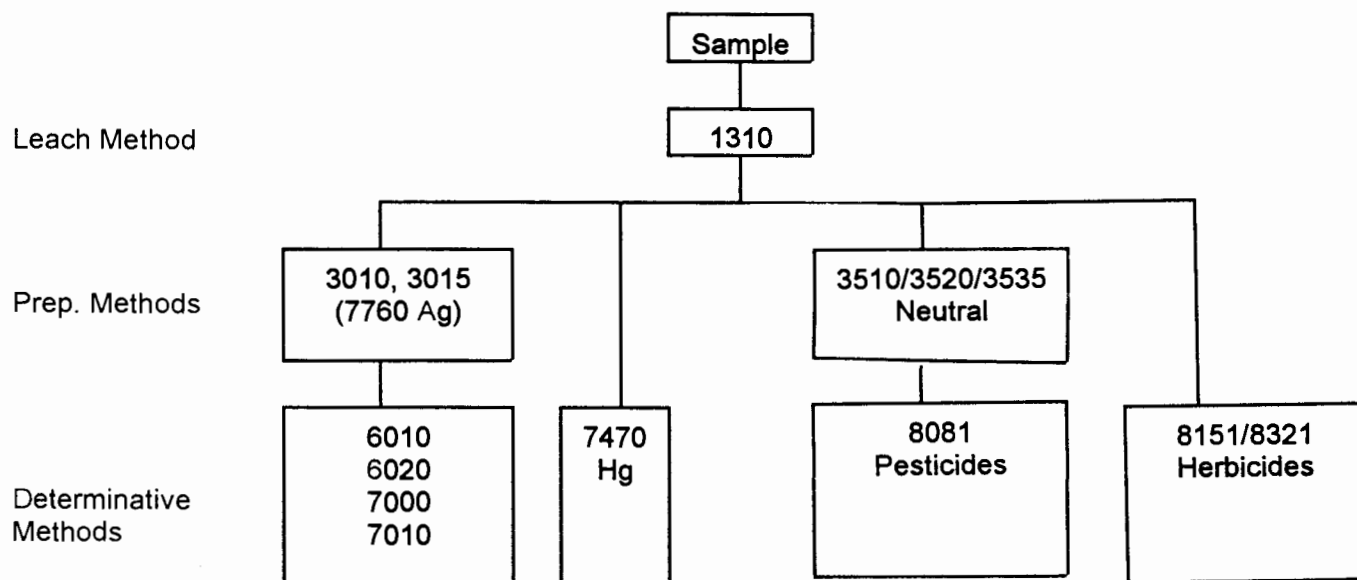 Sample
Leach Method
1310
Prep. Methods
3010, 3015
(7760 Ag)
3510/3520/3535
Neutral
Determinative
Methods
6010
6020
7000
7010
7470
Hg
8081
Pesticides
8151/8321
Herbicides